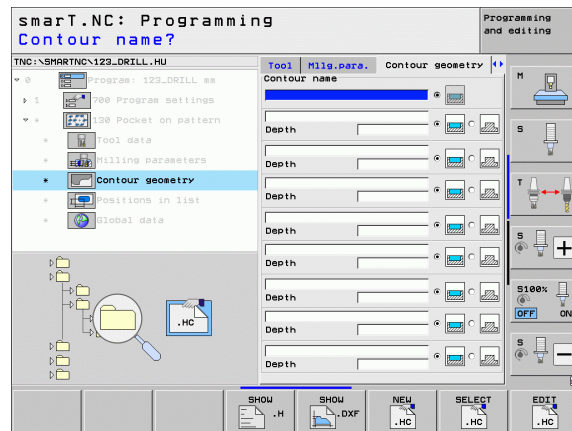 smarT.NC: Programming
Programming
and editing
Contour name?
TNC:\SMARTNC\123_DRILL.HU
Tool
Millg.para.
Contour geometry
0 Program: 123_DRILL mm
1 700 Program settings
* 130 Pocket on pattern
* Tool data
* Milling parameters
* Contour geometry
* Positions in list
* Global data
Contour name
Depth
Depth
Depth
Depth
Depth
Depth
Depth
Depth
.HC
M
S
T
S
+
S100%
OFF
ON
S
−
SHOW
.H
SHOW
.DXF
NEW
.HC
SELECT
.HC
EDIT
.HC